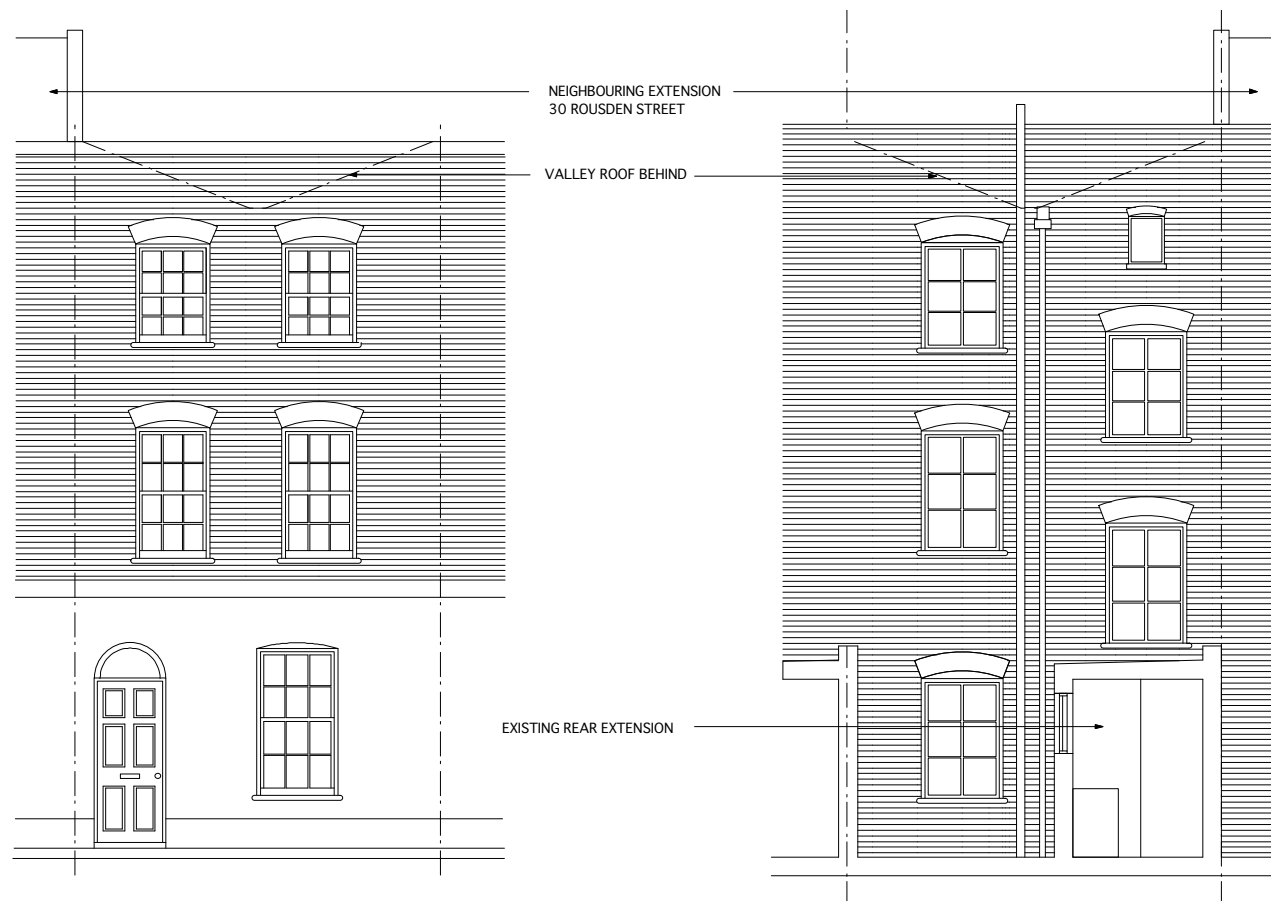 NEIGHBOURING EXTENSION
30 ROUSDEN STREET
VALLEY ROOF BEHIND
EXISTING REAR EXTENSION